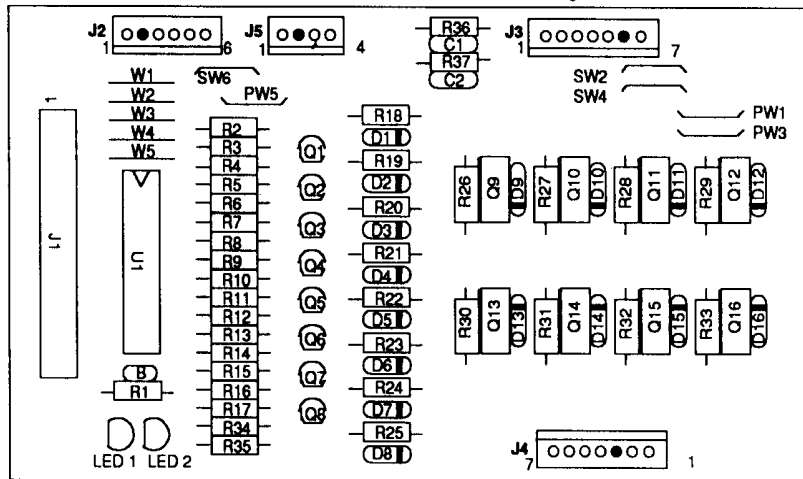 J2
1
6
J5
1
4
R36
C1
R37
C2
J3
1
7
W1
W2
W3
W4
W5
SW6
PW5
SW2
SW4
PW1
PW3
1
J1
U1
B
R1
LED 1
LED 2
R2
R3
R4
R5
R6
R7
R8
R9
R10
R11
R12
R13
R14
R15
R16
R17
R34
R35
Q1
Q2
Q3
Q4
Q5
Q6
Q7
Q8
R18
D1
R19
D2
R20
D3
R21
D4
R22
D5
R23
D6
R24
D7
R25
D8
R26
Q9
D9
R27
Q10
D10
R28
Q11
D11
R29
Q12
D12
R30
Q13
D13
R31
Q14
D14
R32
Q15
D15
R33
Q16
D16
J4
7
1